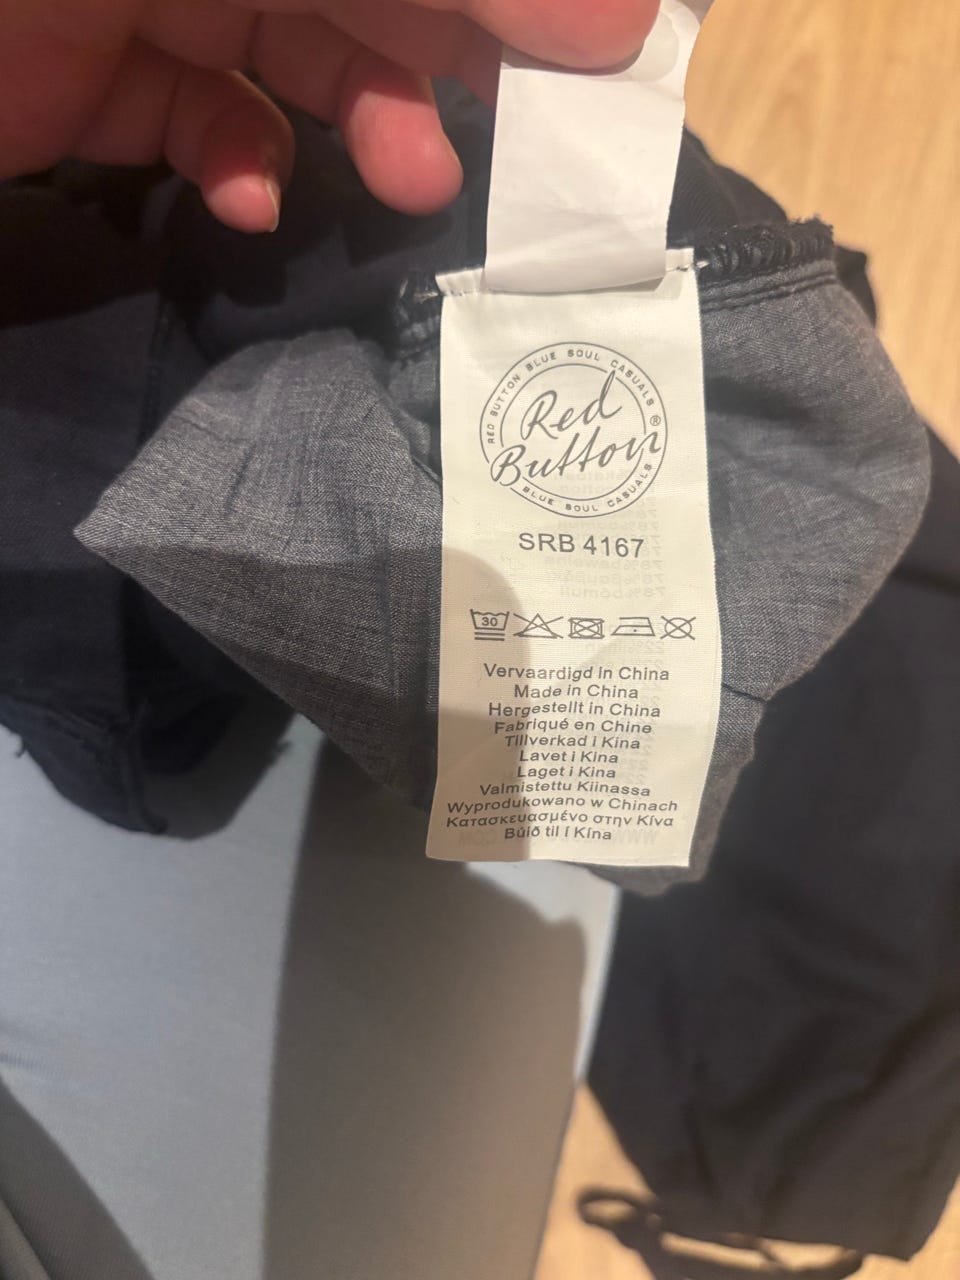 RED BUTTON BLUE SOUL CASUALS
Red
Button®
BLUE SOUL CASUALS
SRB 4167
30
Vervaardigd in China
Made in China
Hergestellt in China
Fabriqué en Chine
Tillverkad i Kina
Lavet i Kina
Laget i Kina
Valmistettu Kiinassa
Wyprodukowano w Chinach
Κατασκευασμένο στην Κίνα
Búið til í Kína